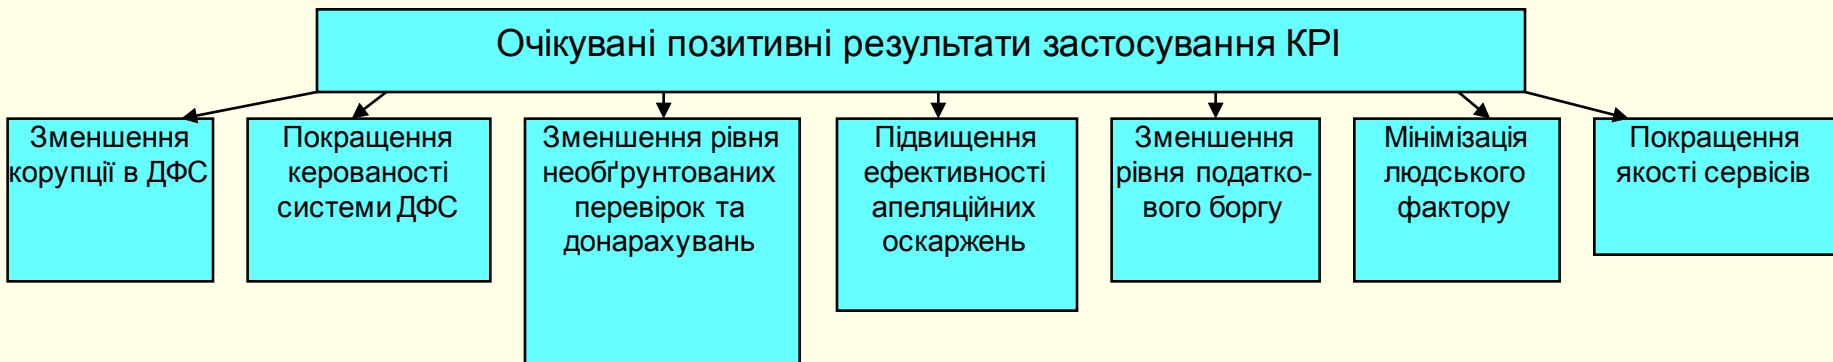 Очікувані позитивні результати застосування КРІ
Зменшення
корупції в ДФС
Покращення
керованості
системи ДФС
Зменшення рівня
необґрунтованих
перевірок та
донарахувань
Підвищення
ефективності
апеляційних
оскаржень
Зменшення
рівня податко-
вого боргу
Мінімізація
людського
фактору
Покращення
якості сервісів